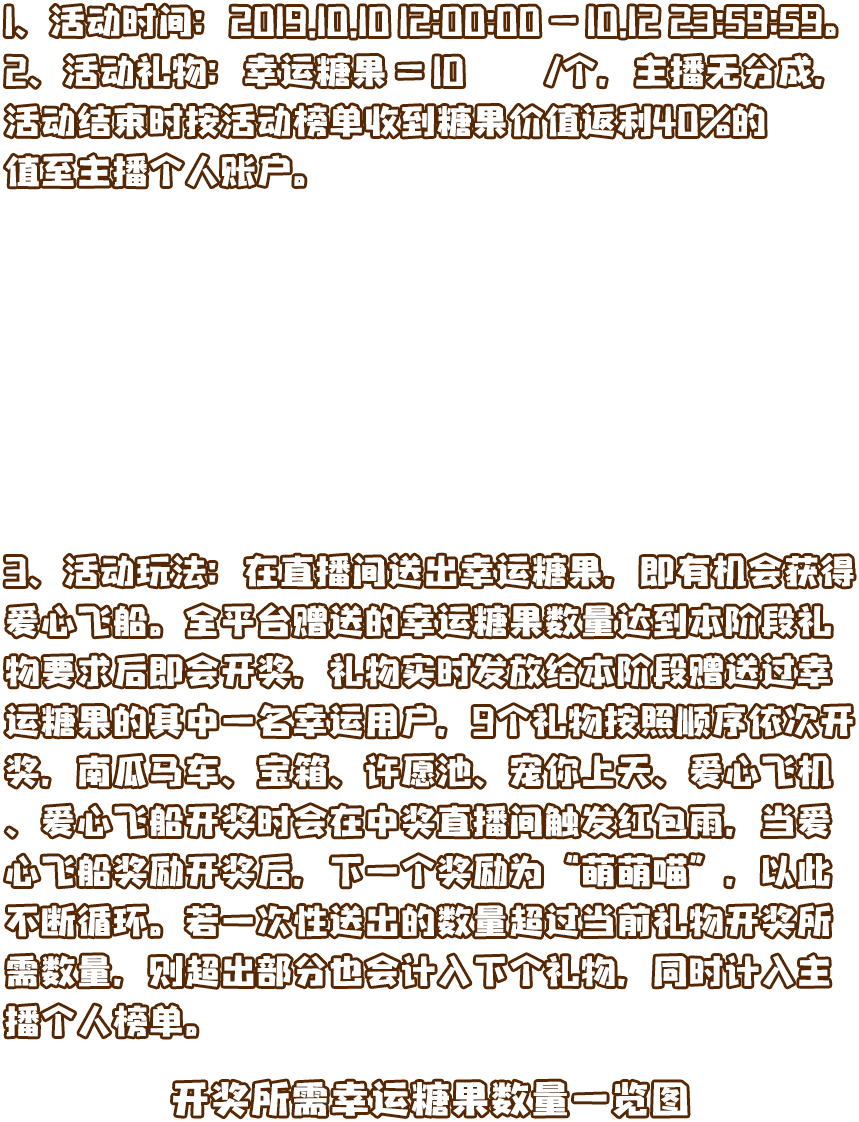 1、活动时间：2019.10.10 12:00:00 — 10.12 23:59:59。
2、活动礼物：幸运糖果 = 10 /个，主播无分成，
活动结束时按活动榜单收到糖果价值返利40%的
值至主播个人账户。
3、活动玩法：在直播间送出幸运糖果，即有机会获得
爱心飞船。全平台赠送的幸运糖果数量达到本阶段礼
物要求后即会开奖，礼物实时发放给本阶段赠送过幸
运糖果的其中一名幸运用户，9个礼物按照顺序依次开
奖，南瓜马车、宝箱、许愿池、宠你上天、爱心飞机
、爱心飞船开奖时会在中奖直播间触发红包雨，当爱
心飞船奖励开奖后，下一个奖励为“萌萌喵”，以此
不断循环。若一次性送出的数量超过当前礼物开奖所
需数量，则超出部分也会计入下个礼物，同时计入主
播个人榜单。
开奖所需幸运糖果数量一览图